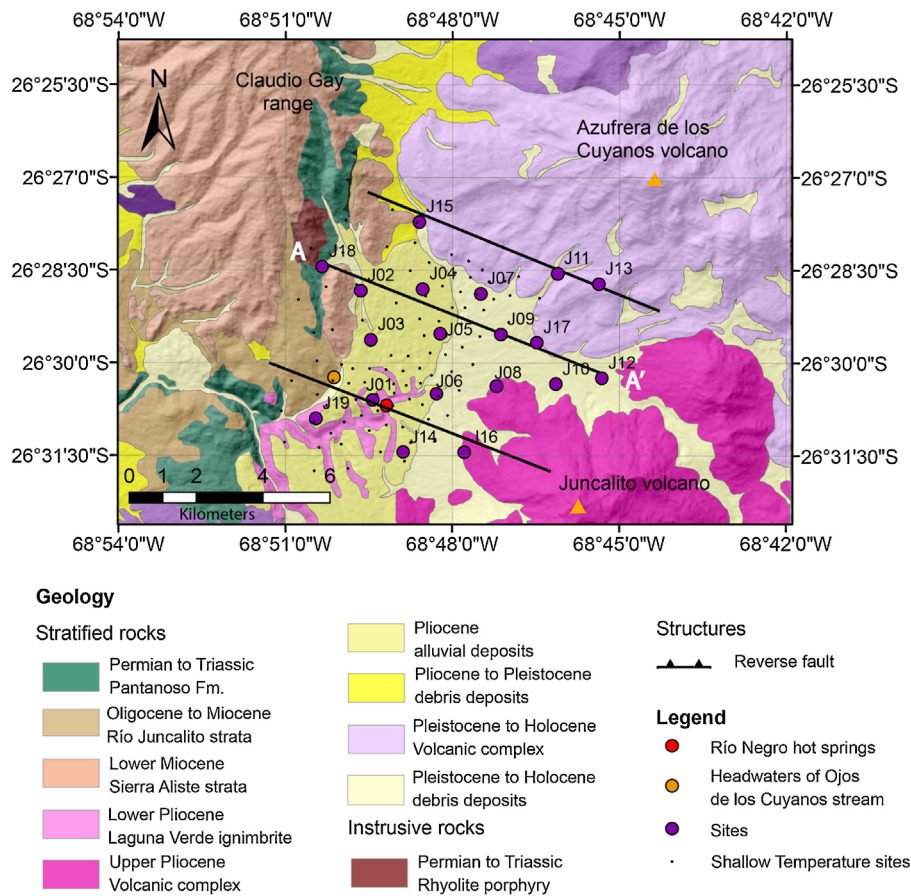 68°54'0"W 68°51'0"W 68°48'0"W 68°45'0"W 68°42'0"W
26°25'30"S 26°25'30"S
N
Claudio Gay
range
Azufrera de los
Cuyanos volcano
26°27'0"S 26°27'0"S
J15
A
J18
J11
26°28'30"S 26°28'30"S
J02 J04 J07 J13
J03 J05 J09 J17
26°30'0"S 26°30'0"S
J01 J06 J08 J10 J12
A'
J19
J14 J16
26°31'30"S 26°31'30"S
0 1 2 4 6
Kilometers
Juncalito volcano
68°54'0"W 68°51'0"W 68°48'0"W 68°45'0"W 68°42'0"W
Geology
Stratified rocks
Permian to Triassic
Pantanoso Fm.
Oligocene to Miocene
Río Juncalito strata
Lower Miocene
Sierra Aliste strata
Lower Pliocene
Laguna Verde ignimbrite
Upper Pliocene
Volcanic complex
Pliocene
alluvial deposits
Pliocene to Pleistocene
debris deposits
Pleistocene to Holocene
Volcanic complex
Pleistocene to Holocene
debris deposits
Instrusive rocks
Permian to Triassic
Rhyolite porphyry
Structures
Reverse fault
Legend
Río Negro hot springs
Headwaters of Ojos
de los Cuyanos stream
Sites
Shallow Temperature sites